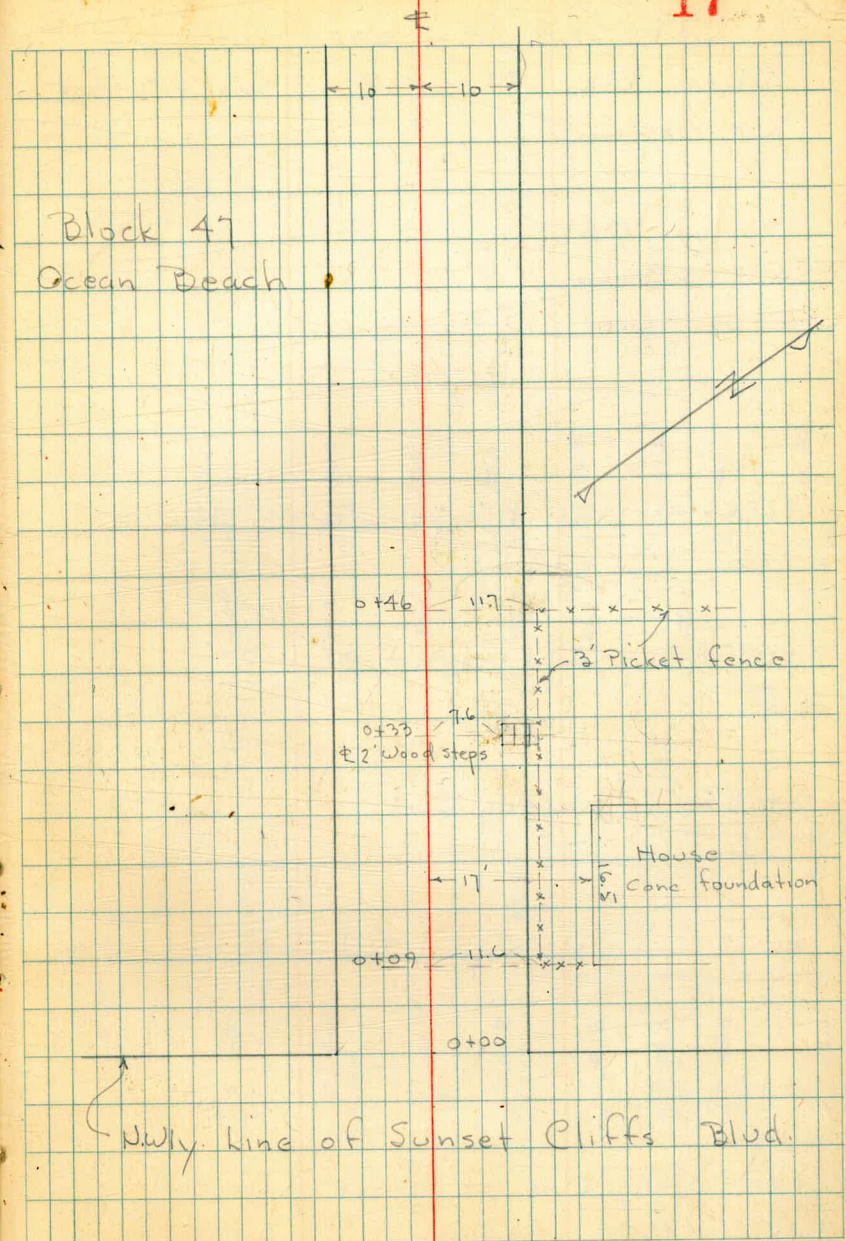 17
℄
10 10
Block 47
Ocean Beach
N
0+46 11.7
3' Picket fence
0+33 7.6
℄ 2' wood steps
House
17'
Conc foundation
0+09 11.6
0+00
N.Wly. Line of Sunset Cliffs Blvd.